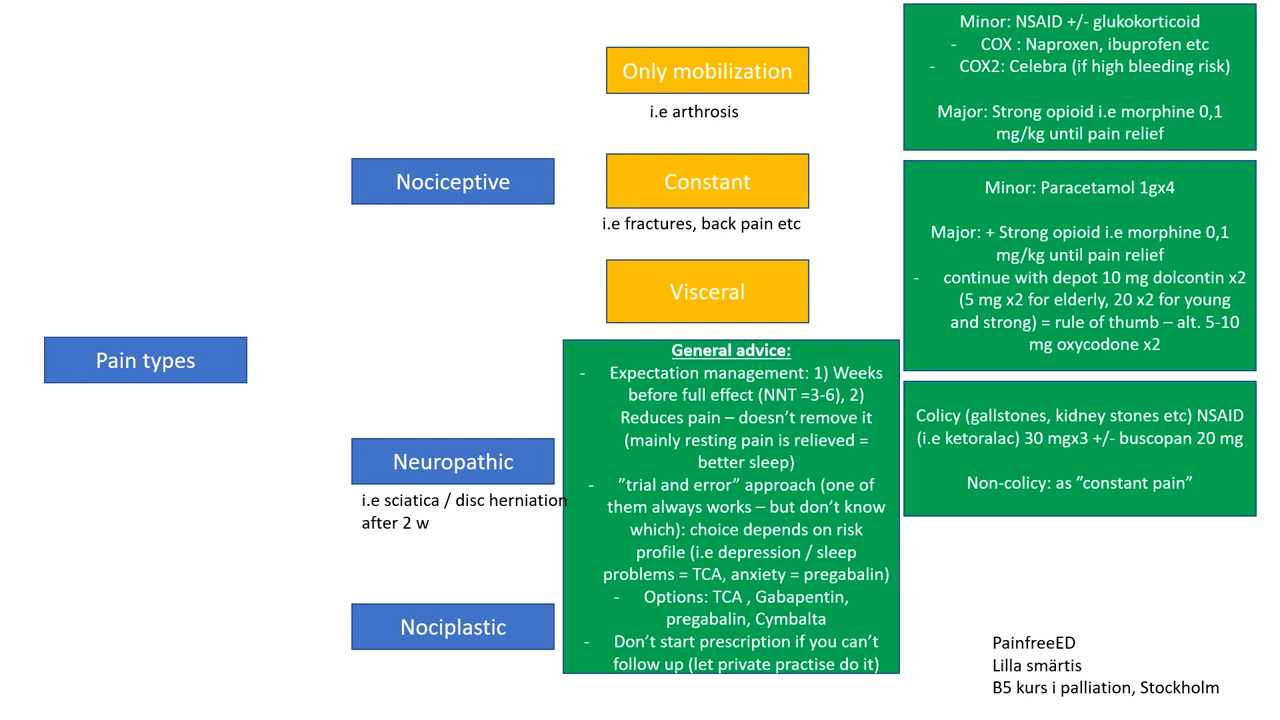 Pain types
Nociceptive
Neuropathic
i.e sciatica / disc herniation
after 2 w
Nociplastic
Only mobilization
i.e arthrosis
Constant
i.e fractures, back pain etc
Visceral
General advice:
- Expectation management: 1) Weeks
before full effect (NNT =3-6), 2)
Reduces pain – doesn’t remove it
(mainly resting pain is relieved =
better sleep)
- ”trial and error” approach (one of
them always works – but don’t know
which): choice depends on risk
profile (i.e depression / sleep
problems = TCA, anxiety = pregabalin)
- Options: TCA , Gabapentin,
pregabalin, Cymbalta
- Don’t start prescription if you can’t
follow up (let private practise do it)
Minor: NSAID +/- glukokorticoid
- COX : Naproxen, ibuprofen etc
- COX2: Celebra (if high bleeding risk)
Major: Strong opioid i.e morphine 0,1
mg/kg until pain relief
Minor: Paracetamol 1gx4
Major: + Strong opioid i.e morphine 0,1
mg/kg until pain relief
- continue with depot 10 mg dolcontin x2
(5 mg x2 for elderly, 20 x2 for young
and strong) = rule of thumb – alt. 5-10
mg oxycodone x2
Colicy (gallstones, kidney stones etc) NSAID
(i.e ketoralac) 30 mgx3 +/- buscopan 20 mg
Non-colicy: as ”constant pain”
PainfreeED
Lilla smärtis
B5 kurs i palliation, Stockholm